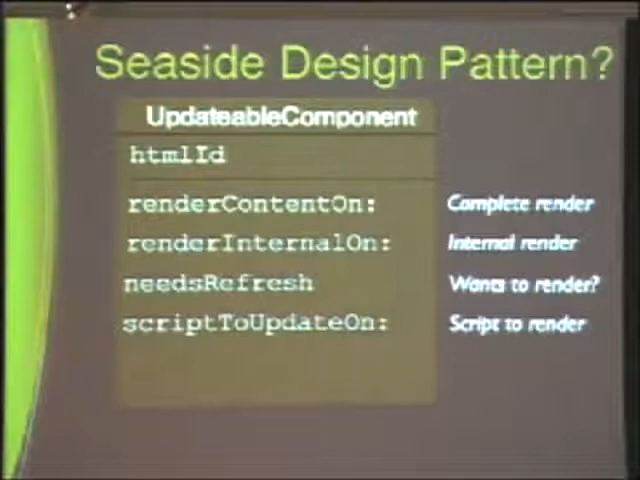 Seaside Design Pattern?
UpdateableComponent
htmlId
renderContentOn: Complete render
renderInternalOn: Internal render
needsRefresh Wants to render?
scriptToUpdateOn: Script to render